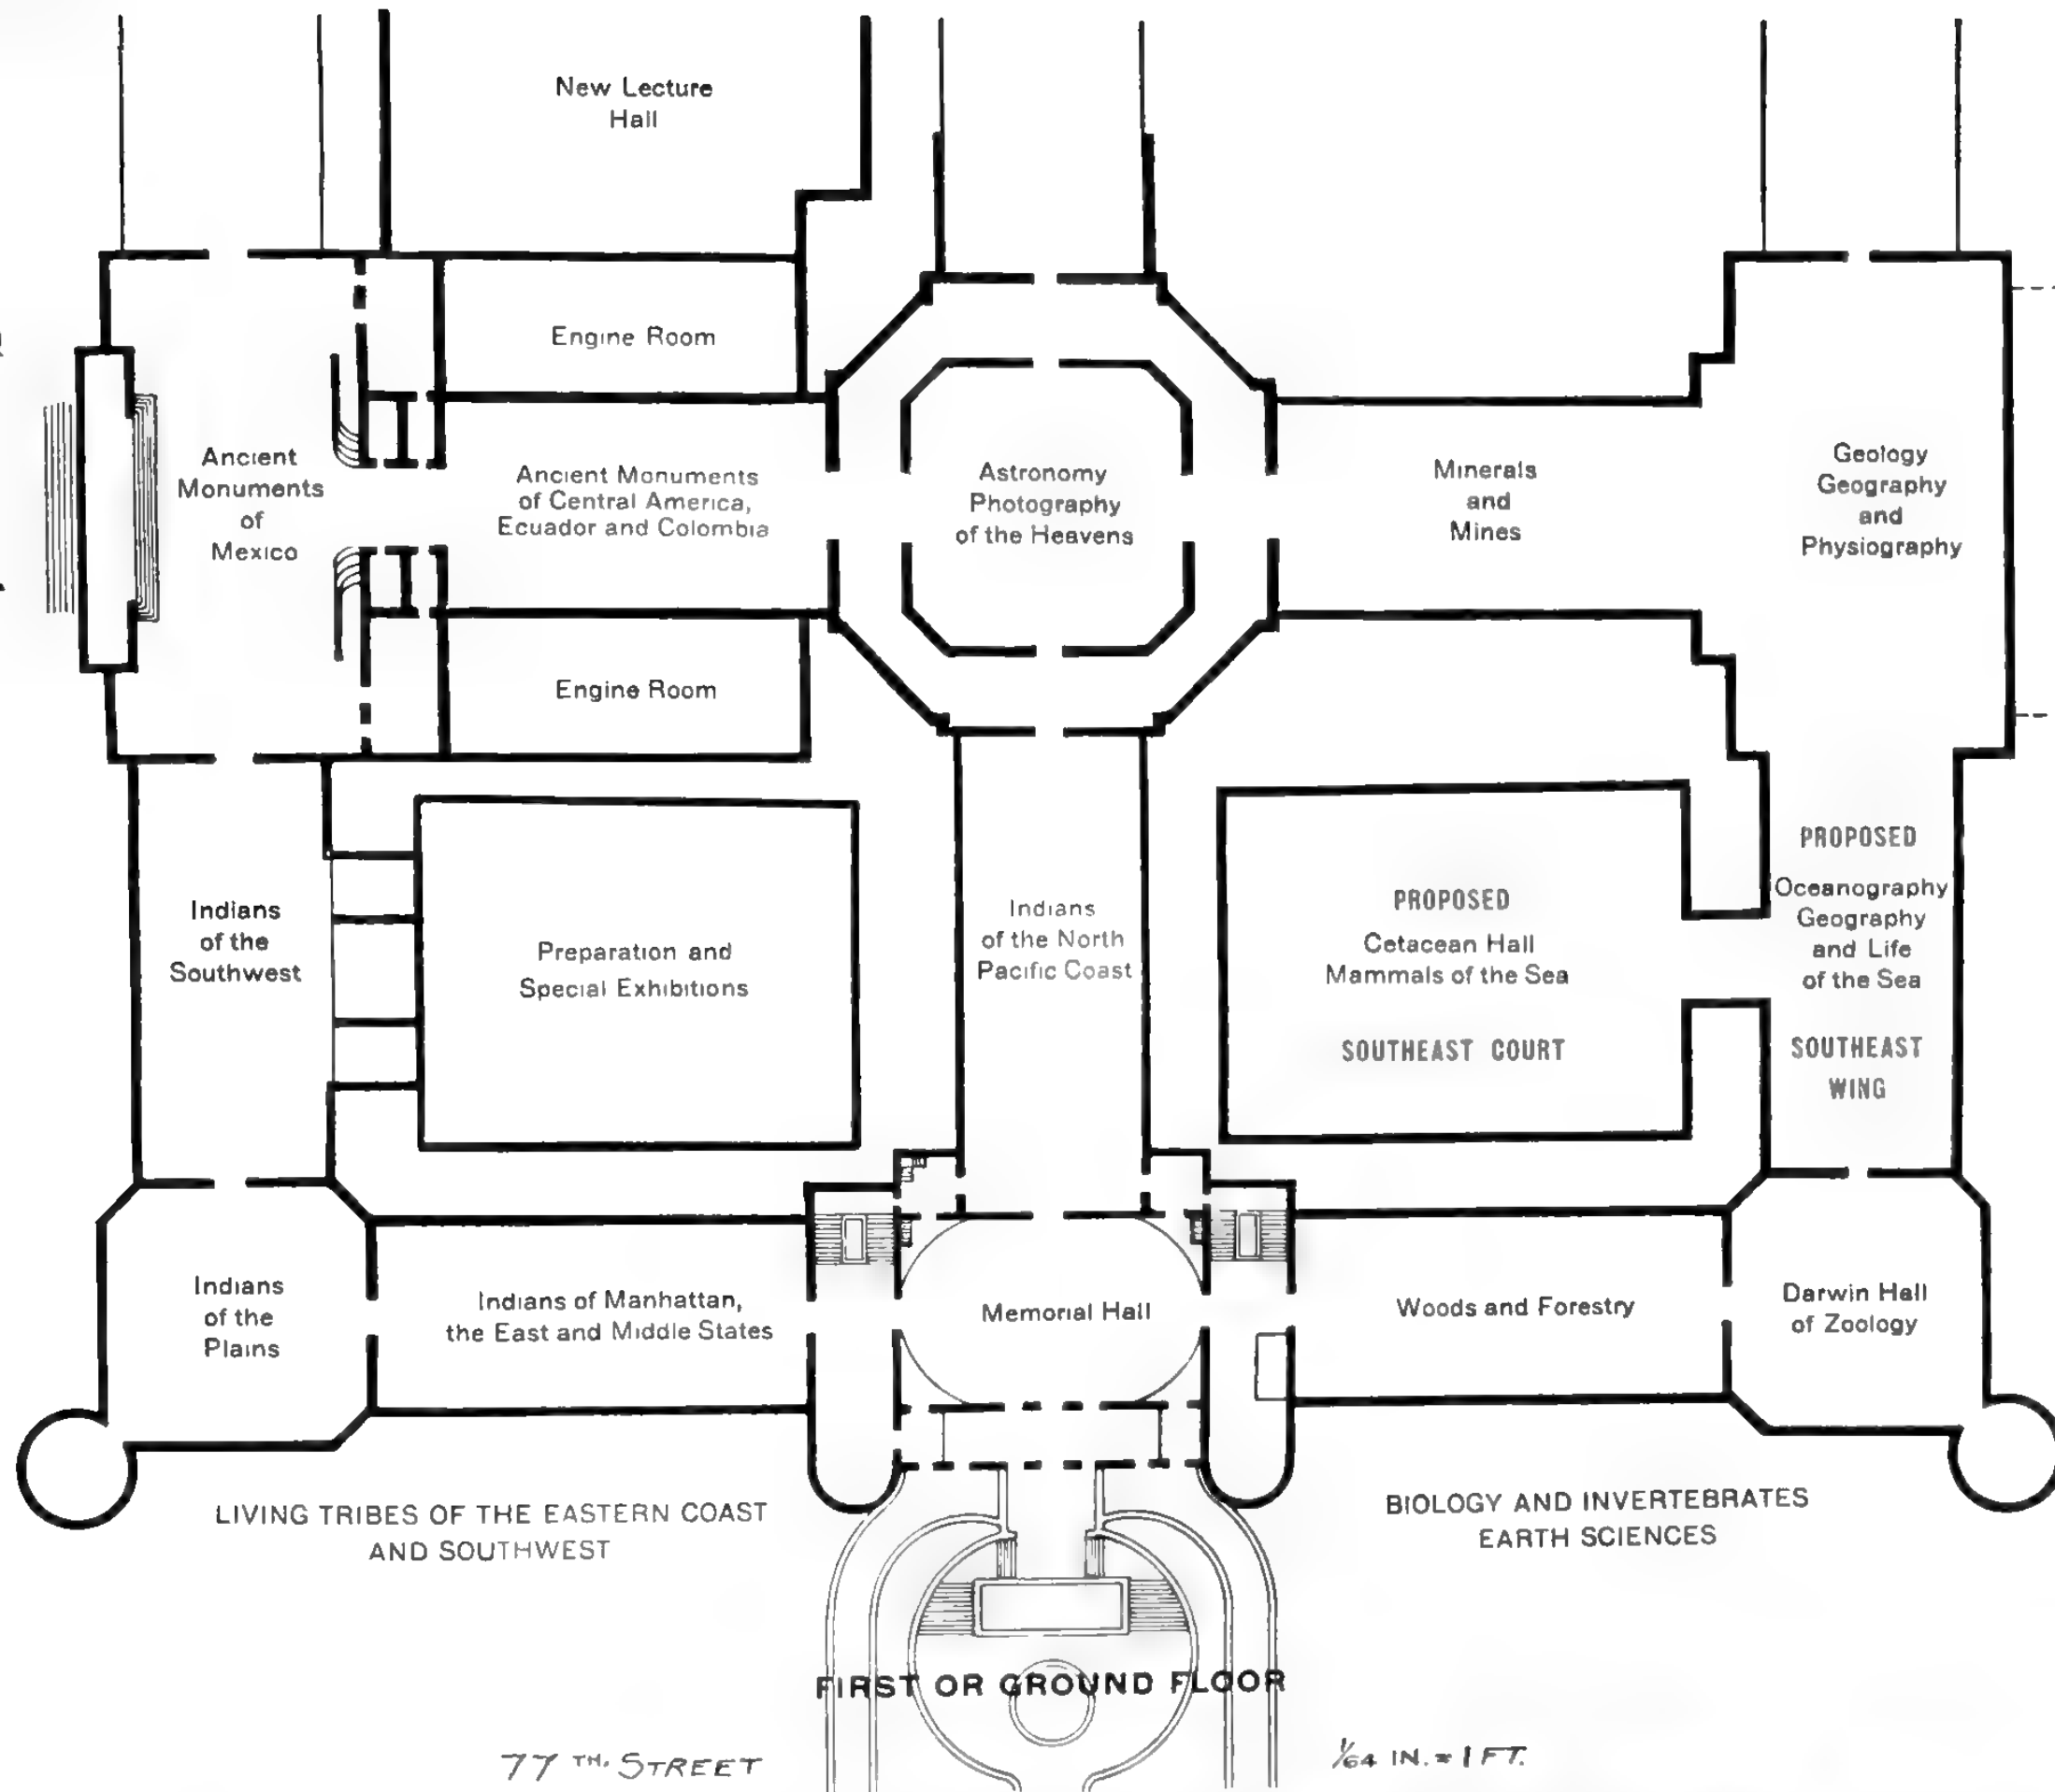 New Lecture
Hall
Engine Room
Ancient
Monuments
of
Mexico
Ancient Monuments
of Central America,
Ecuador and Colombia
Astronomy
Photography
of the Heavens
Minerals
and
Mines
Geology
Geography
and
Physiography
Engine Room
Indians
of the
Southwest
Preparation and
Special Exhibitions
Indians
of the North
Pacific Coast
PROPOSED
Cetacean Hall
Mammals of the Sea
SOUTHEAST COURT
PROPOSED
Oceanography
Geography
and Life
of the Sea
SOUTHEAST
WING
Indians
of the
Plains
Indians of Manhattan,
the East and Middle States
Memorial Hall
Woods and Forestry
Darwin Hall
of Zoology
LIVING TRIBES OF THE EASTERN COAST
AND SOUTHWEST
BIOLOGY AND INVERTEBRATES
EARTH SCIENCES
FIRST OR GROUND FLOOR
77 TH. STREET
1/64 IN. = 1 FT.